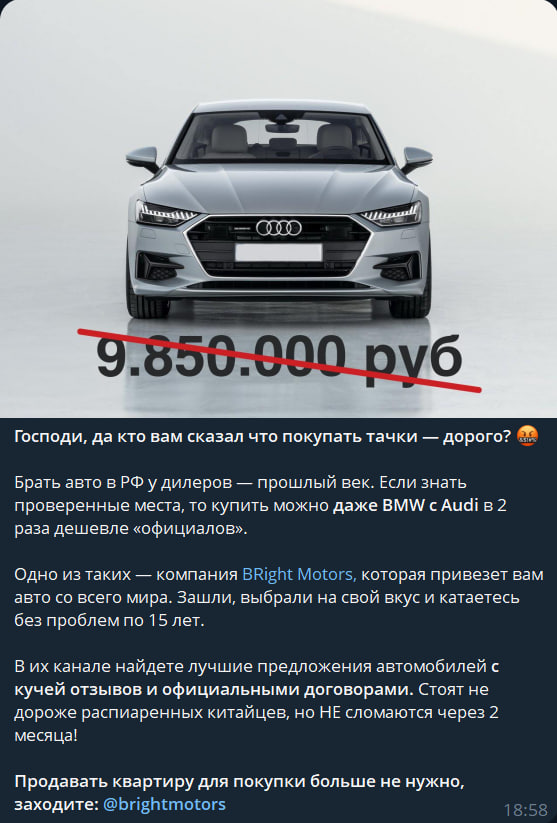 9.850.000 руб
Господи, да кто вам сказал что покупать тачки — дорого? 🤬
Брать авто в РФ у дилеров — прошлый век. Если знать
проверенные места, то купить можно даже BMW с Audi в 2
раза дешевле «официалов».
Одно из таких — компания BRight Motors, которая привезет вам
авто со всего мира. Зашли, выбрали на свой вкус и катаетесь
без проблем по 15 лет.
В их канале найдете лучшие предложения автомобилей с
кучей отзывов и официальными договорами. Стоят не
дороже распиаренных китайцев, но НЕ сломаются через 2
месяца!
Продавать квартиру для покупки больше не нужно,
заходите: @brightmotors
18:58